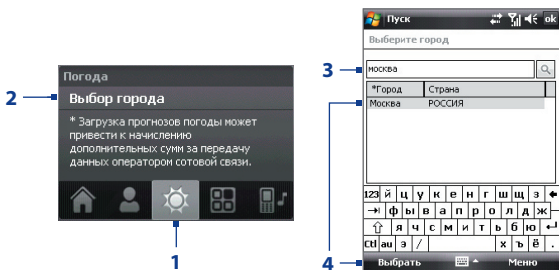 Погода
2
Выбор города
* Загрузка прогнозов погоды может
привести к начислению
дополнительных сумм за передачу
данных оператором сотовой связи.
1
Пуск
ok
Выберите город
3
москва
*Город Страна
Москва РОССИЯ
123 й ц у к е н г ш щ з
ф ы в а п р о л д ж
я ч с м и т ь б ю
Ctl аш э / х ъ ё .
4
Выбрать Меню